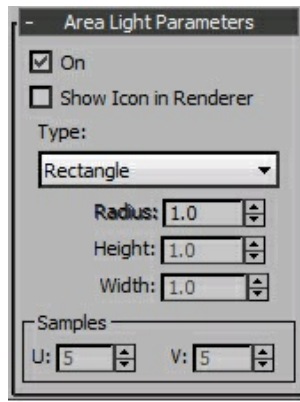 - Area Light Parameters
On
Show Icon in Renderer
Type:
Rectangle
Radius: 1.0
Height: 1.0
Width: 1.0
Samples
U: 5 V: 5